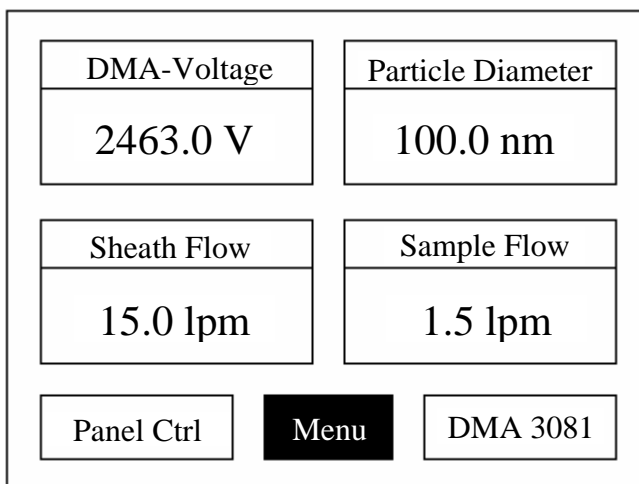 DMA-Voltage
2463.0 V
Particle Diameter
100.0 nm
Sheath Flow
15.0 lpm
Sample Flow
1.5 lpm
Panel Ctrl
Menu
DMA 3081